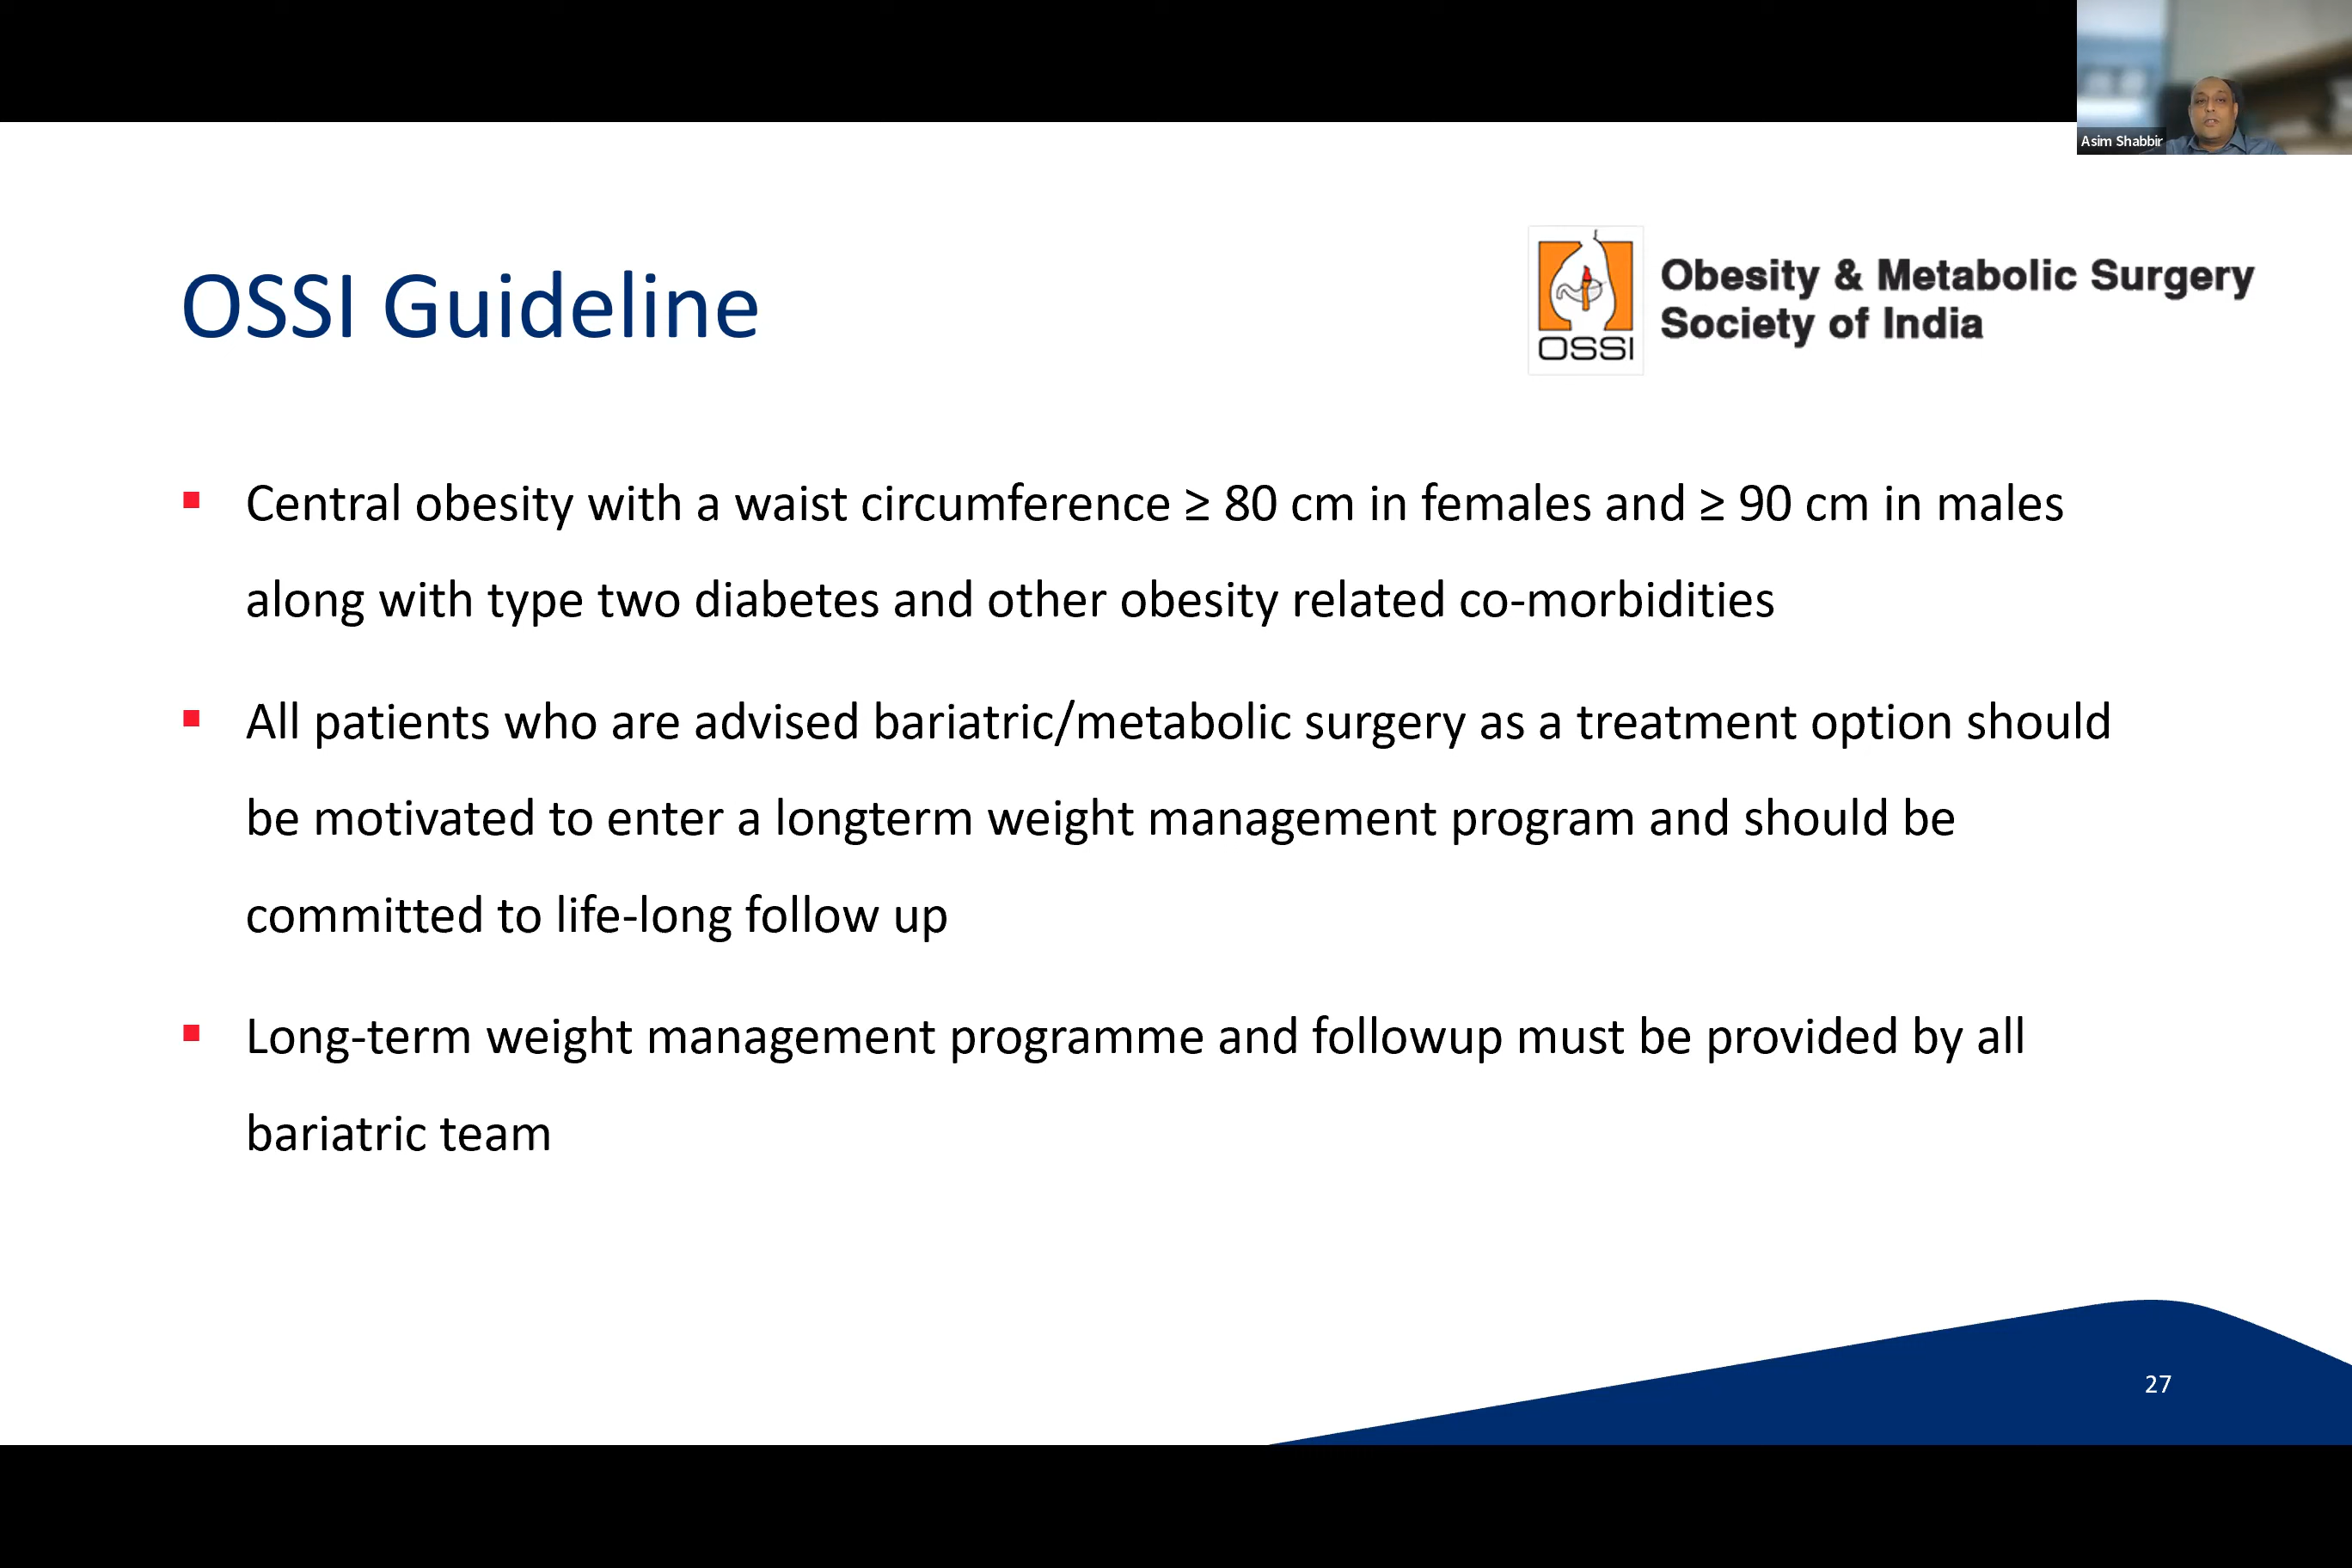 Asim Shabbir
OSSI Guideline
OSSI
Obesity & Metabolic Surgery
Society of India
▪ Central obesity with a waist circumference ≥ 80 cm in females and ≥ 90 cm in males
along with type two diabetes and other obesity related co-morbidities
▪ All patients who are advised bariatric/metabolic surgery as a treatment option should
be motivated to enter a longterm weight management program and should be
committed to life-long follow up
▪ Long-term weight management programme and followup must be provided by all
bariatric team
27